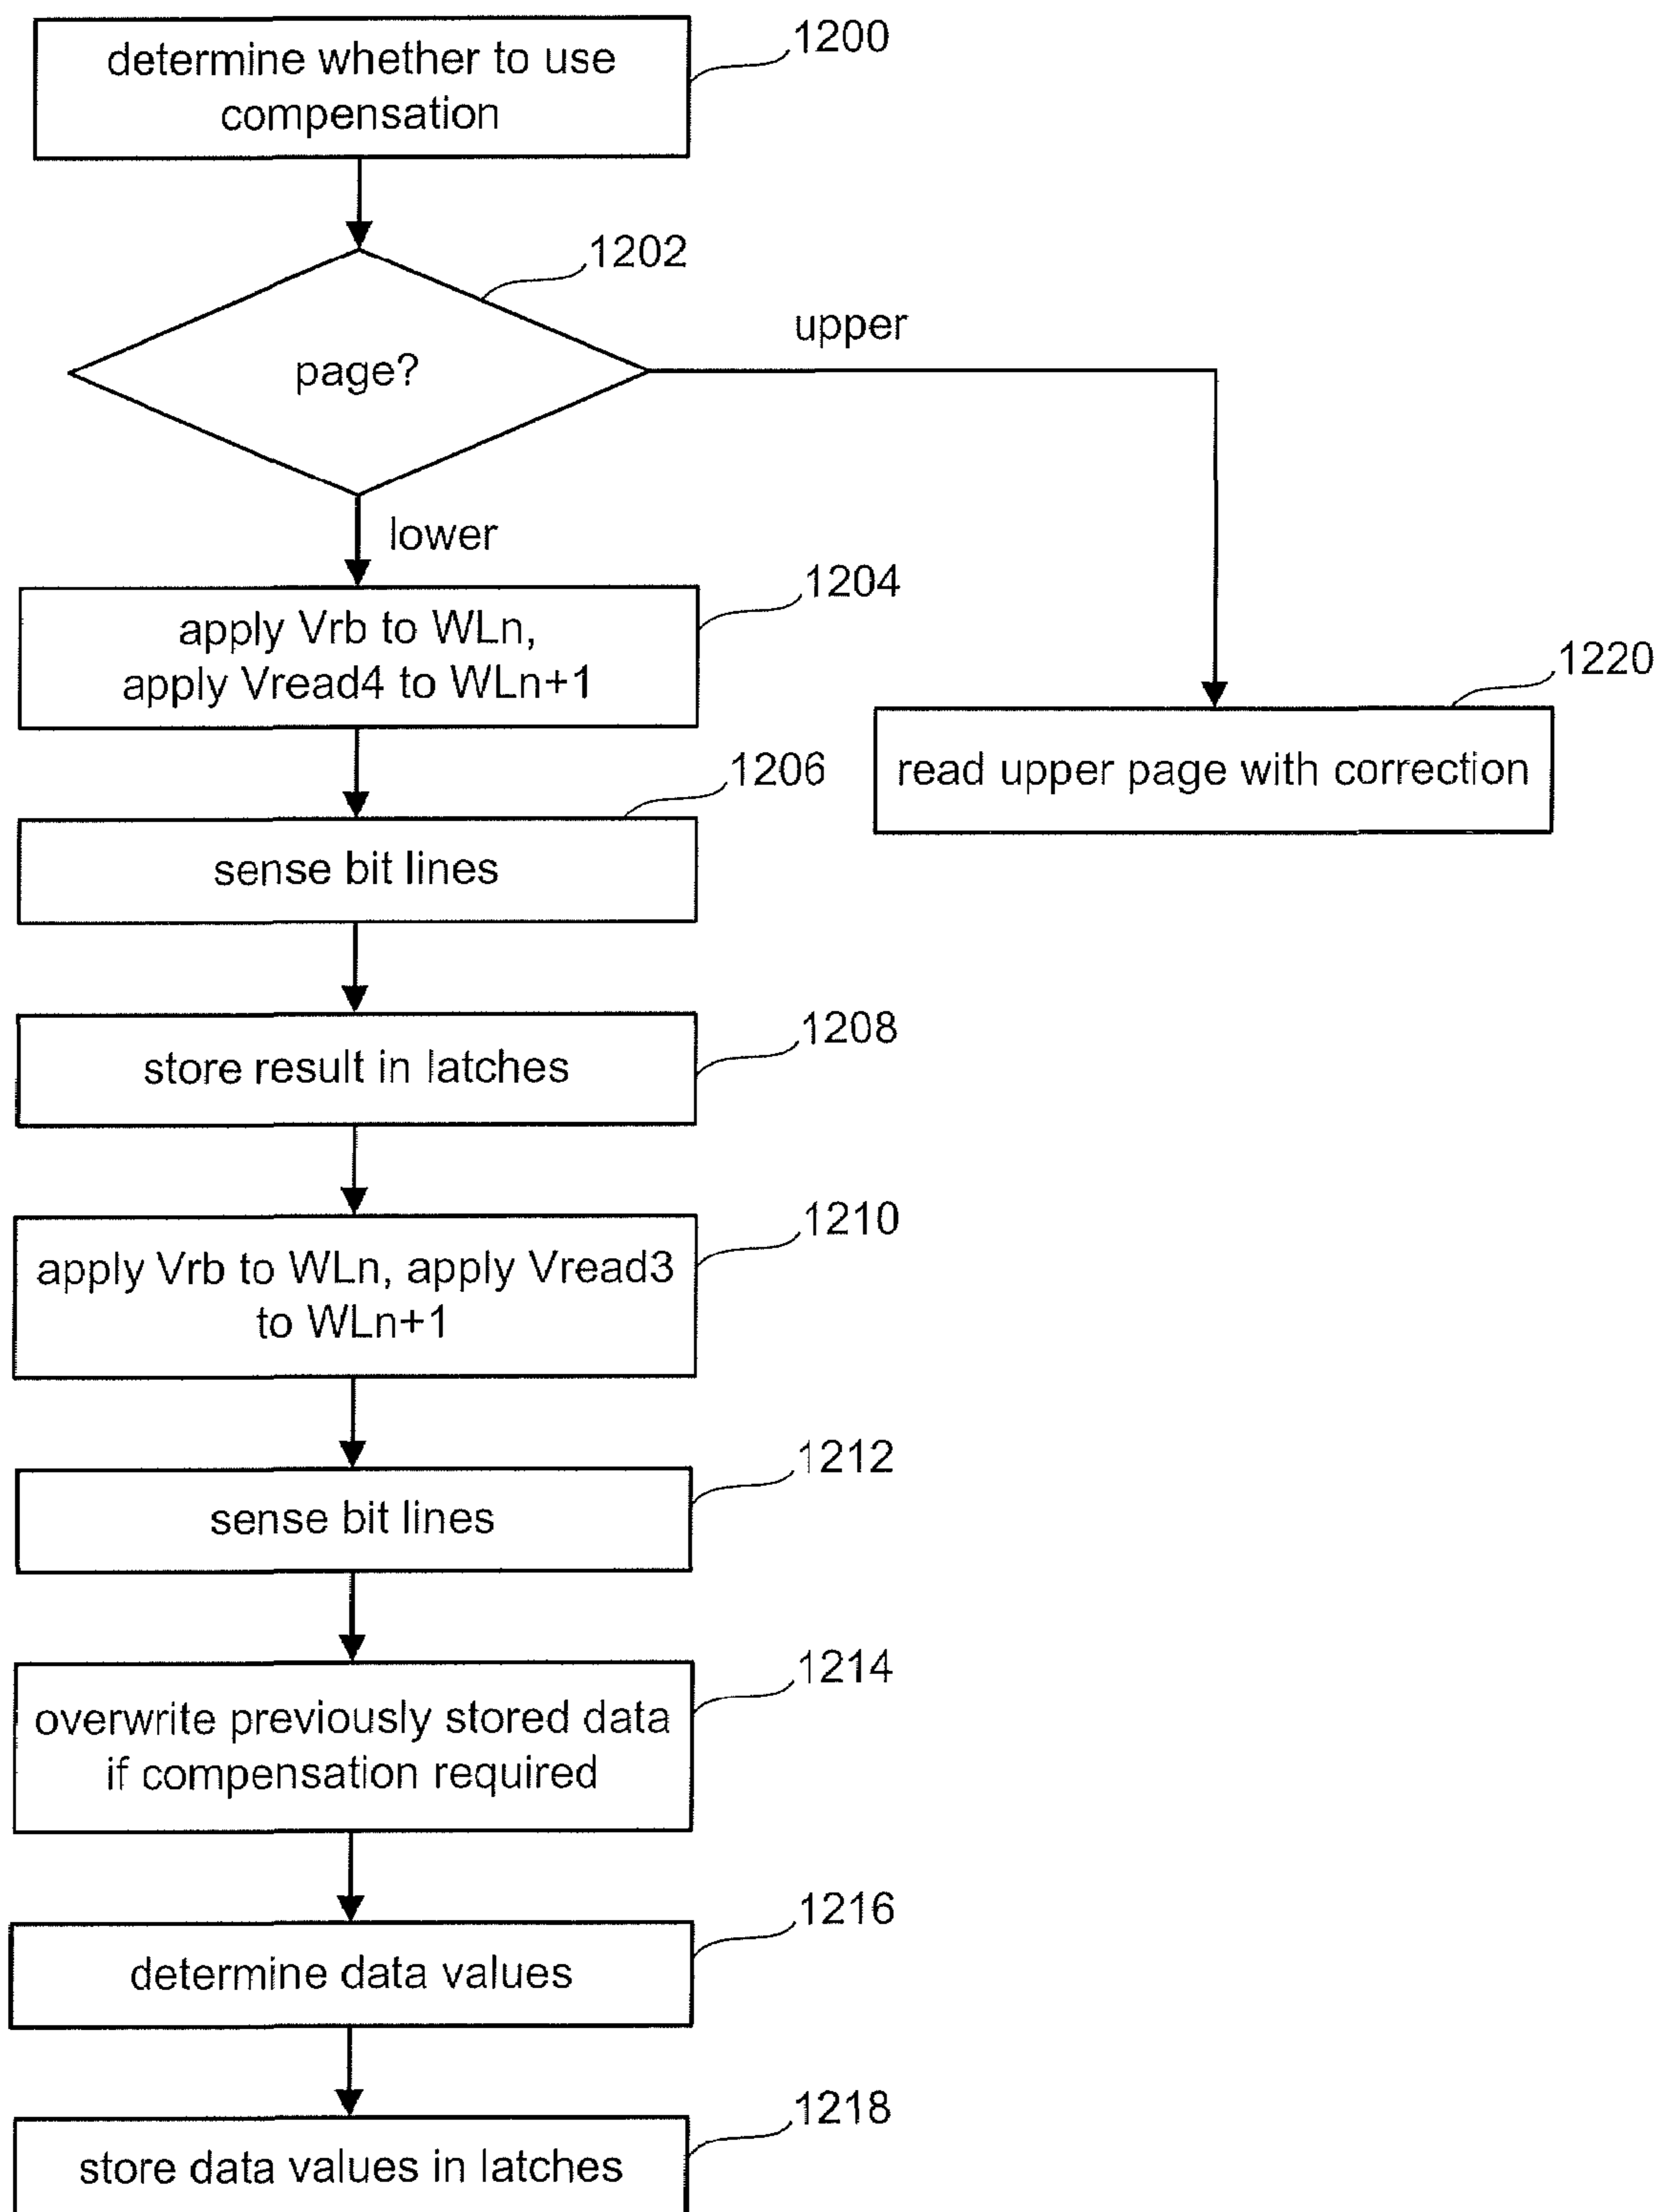 1200
determine whether to use
compensation
1202
page?
upper
lower
1204
apply Vrb to WLn,
apply Vread4 to WLn+1
1220
read upper page with correction
1206
sense bit lines
1208
store result in latches
1210
apply Vrb to WLn, apply Vread3
to WLn+1
1212
sense bit lines
1214
overwrite previously stored data
if compensation required
1216
determine data values
1218
store data values in latches